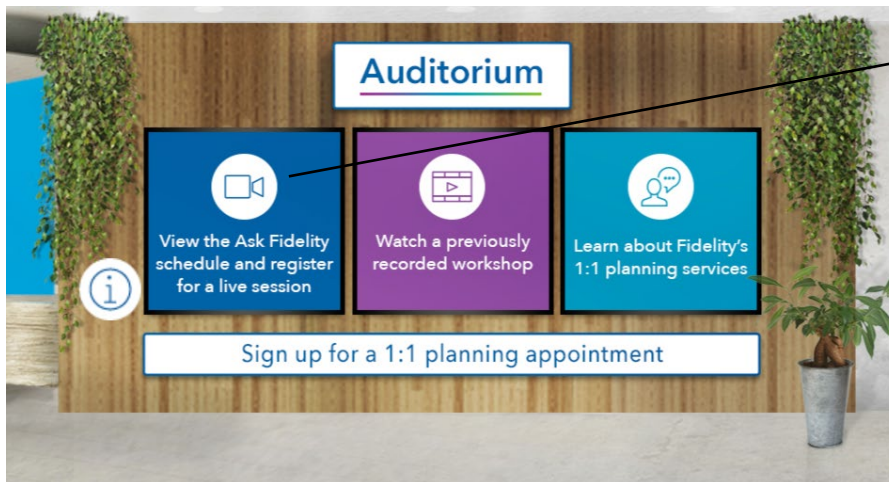 Auditorium
View the Ask Fidelity
schedule and register
for a live session
Watch a previously
recorded workshop
Learn about Fidelity's
1:1 planning services
i
Sign up for a 1:1 planning appointment